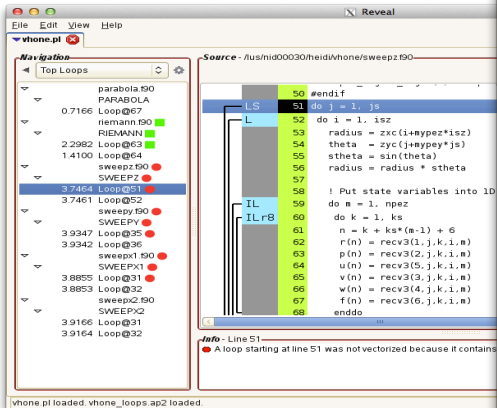 Reveal
File Edit View Help
vhone.pl
Navigation
Top Loops
parabola.f90
PARABOLA
0.7166 Loop@67
riemann.f90
RIEMANN
2.2982 Loop@63
1.4100 Loop@64
sweepz.f90
SWEEPZ
3.7464 Loop@51
3.7461 Loop@52
sweepy.f90
SWEEPY
3.9347 Loop@35
3.9342 Loop@36
sweepx1.f90
SWEEPX1
3.8855 Loop@31
3.8853 Loop@32
sweepx2.f90
SWEEPX2
3.9166 Loop@31
3.9164 Loop@32
Source - /lus/nid00030/heidi/vhone/sweepz.f90
50 #endif
LS 51 do j = 1, js
L 52 do i = 1, isz
53 radius = zxc(i+mypez*isz)
54 theta = zyc(j+mypey*js)
55 stheta = sin(theta)
56 radius = radius * stheta
57
58 ! Put state variables into 1D
IL 59 do m = 1, npez
ILr8 60 do k = 1, ks
61 n = k + ks*(m-1) + 6
62 r(n) = recv3(1,j,k,i,m)
63 p(n) = recv3(2,j,k,i,m)
64 u(n) = recv3(5,j,k,i,m)
65 v(n) = recv3(3,j,k,i,m)
66 w(n) = recv3(4,j,k,i,m)
67 f(n) = recv3(6,j,k,i,m)
68 enddo
Info - Line 51
A loop starting at line 51 was not vectorized because it contains
vhone.pl loaded. vhone_loops.ap2 loaded.